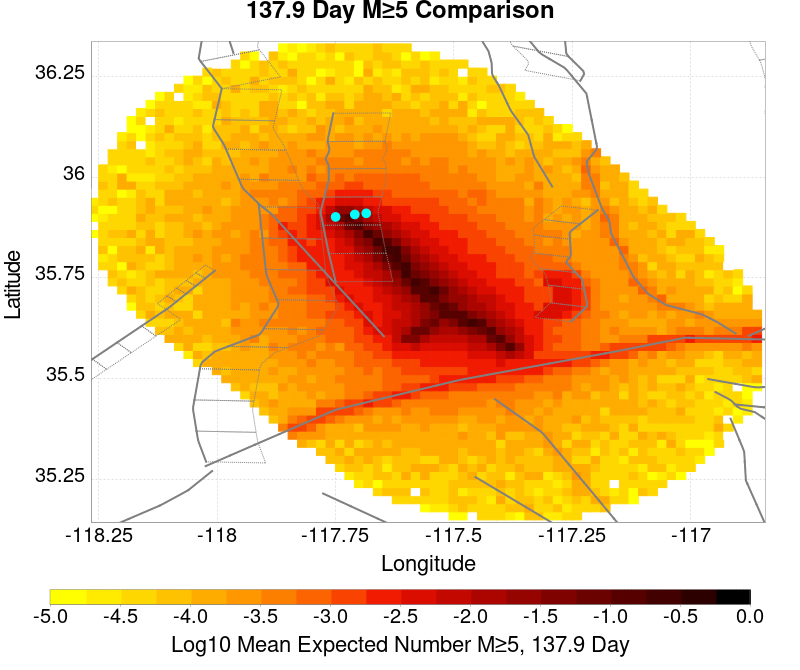 137.9 Day M≥5 Comparison
36.25
36
35.75
35.5
35.25
Latitude
-118.25 -118 -117.75 -117.5 -117.25 -117
Longitude
-5.0 -4.5 -4.0 -3.5 -3.0 -2.5 -2.0 -1.5 -1.0 -0.5 0.0
Log10 Mean Expected Number M≥5, 137.9 Day